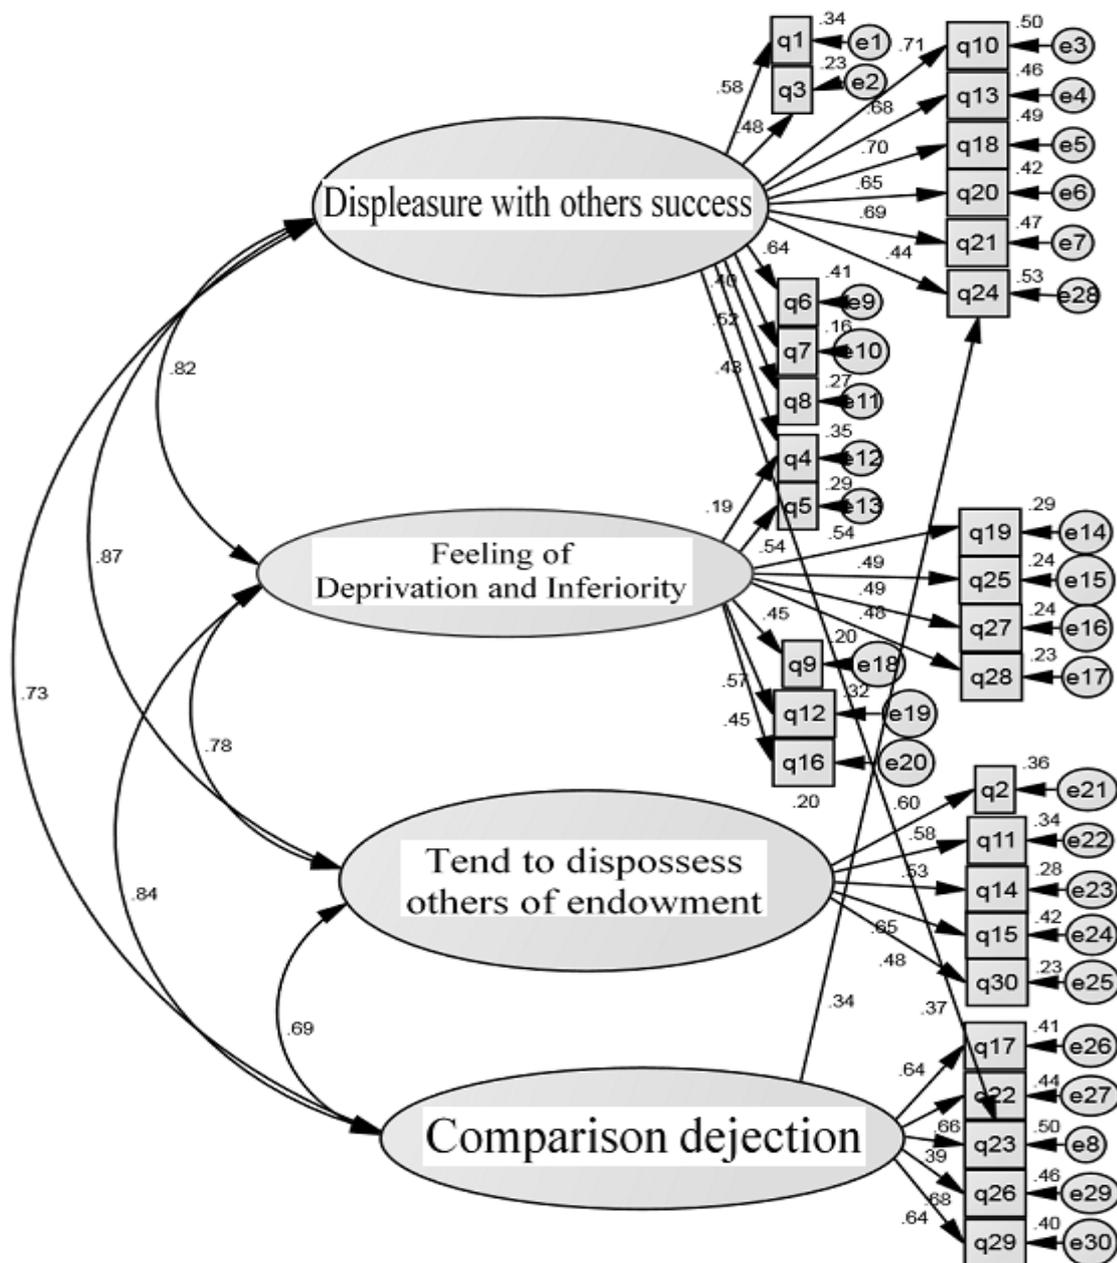 .34
q1 e1
.58
.23
q3 e2
.48
.50
.71 q10 e3
.46
.68 q13 e4
.49
.70 q18 e5
.42
.65 q20 e6
.47
.69 q21 e7
.53
.44 q24 e28
Displeasure with others success
.64 .41
q6 e9
.40 .16
q7 e10
.52 .27
q8 e11
.43 .35
q4 e12
.19 .29
q5 e13
.54
.82
.87
.73
Feeling of
Deprivation and Inferiority
.54 .29
q19 e14
.49 .24
q25 e15
.49 .24
q27 e16
.48 .23
q28 e17
.45 .20
q9 e18
.57 .32
q12 e19
.45
q16 e20
.20
.78
.84
Tend to dispossess
others of endowment
.60 .36
q2 e21
.58 .34
q11 e22
.53 .28
q14 e23
.65 .42
q15 e24
.48 .23
q30 e25
.69
.34
.37
Comparison dejection
.64 .41
q17 e26
.66 .44
q22 e27
.39 .50
q23 e8
.68 .46
q26 e29
.64 .40
q29 e30